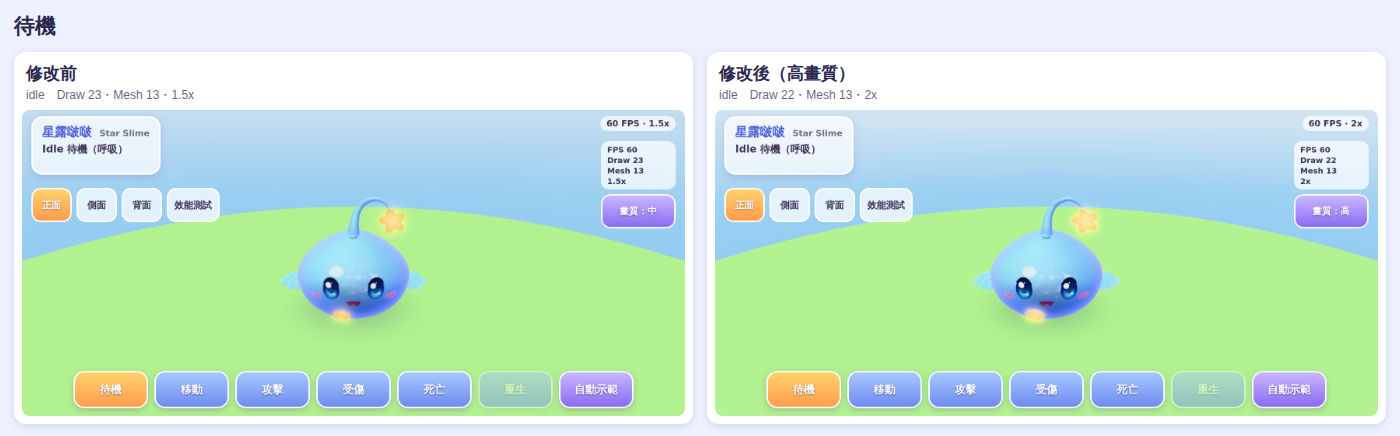 待機
修改前
idle Draw 23・Mesh 13・1.5x
星露啵啵 Star Slime
Idle 待機（呼吸）
60 FPS · 1.5x
FPS 60
Draw 23
Mesh 13
1.5x
正面 側面 背面 效能測試
畫質：中
待機 移動 攻擊 受傷 死亡 重生 自動示範
修改後（高畫質）
idle Draw 22・Mesh 13・2x
星露啵啵 Star Slime
Idle 待機（呼吸）
60 FPS · 2x
FPS 60
Draw 22
Mesh 13
2x
正面 側面 背面 效能測試
畫質：高
待機 移動 攻擊 受傷 死亡 重生 自動示範